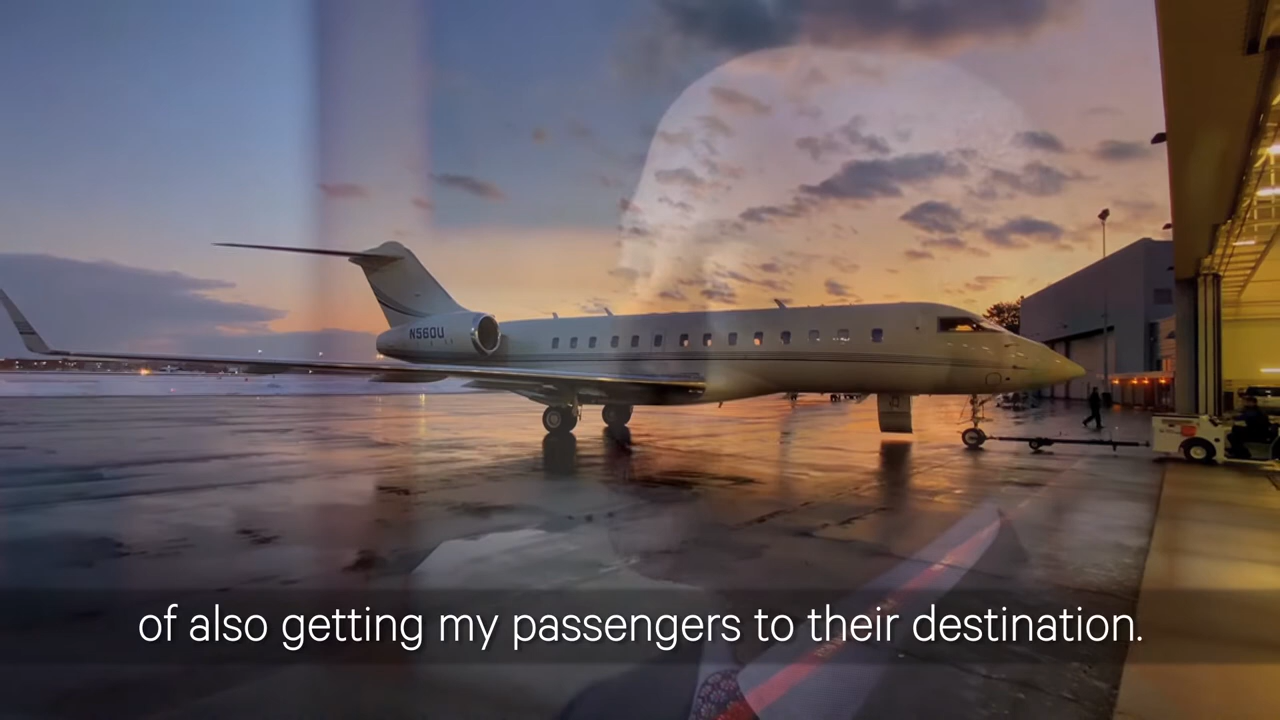 N560U
of also getting my passengers to their destination.